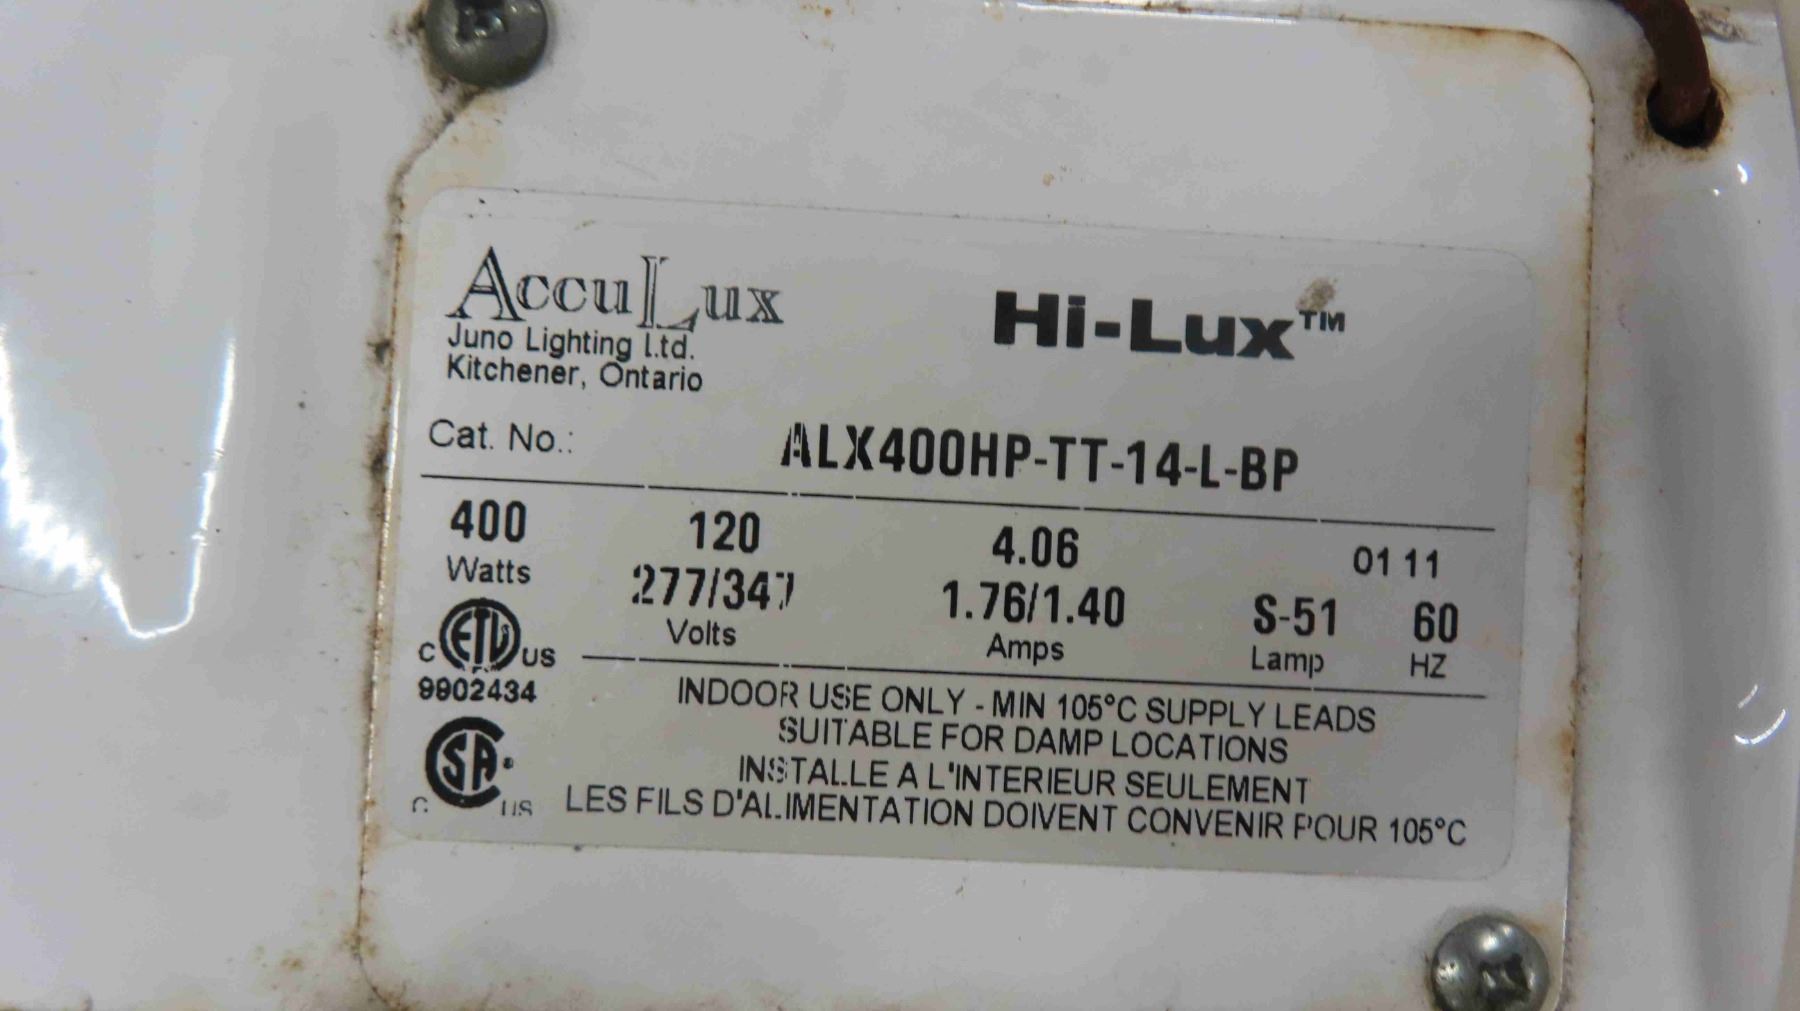 AccuLux
Juno Lighting Ltd.
Kitchener, Ontario
Hi-Lux™
Cat. No.: ALX400HP-TT-14-L-BP
400 120 4.06 01 11
Watts 277/347 1.76/1.40 S-51 60
Volts Amps Lamp HZ
C ETL US
9902434
INDOOR USE ONLY - MIN 105°C SUPPLY LEADS
SUITABLE FOR DAMP LOCATIONS
INSTALLE A L'INTERIEUR SEULEMENT
LES FILS D'ALIMENTATION DOIVENT CONVENIR POUR 105°C
C SA US